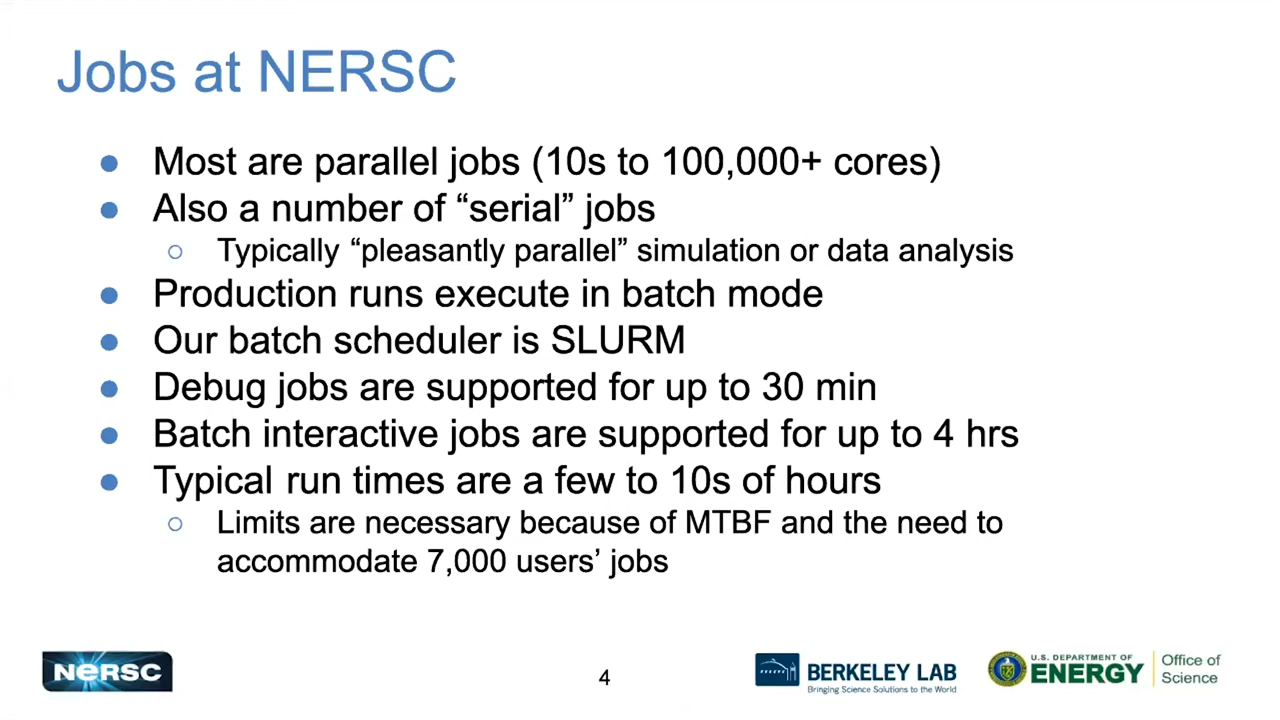 Jobs at NERSC
● Most are parallel jobs (10s to 100,000+ cores)
● Also a number of “serial” jobs
○ Typically “pleasantly parallel” simulation or data analysis
● Production runs execute in batch mode
● Our batch scheduler is SLURM
● Debug jobs are supported for up to 30 min
● Batch interactive jobs are supported for up to 4 hrs
● Typical run times are a few to 10s of hours
○ Limits are necessary because of MTBF and the need to
accommodate 7,000 users’ jobs
NERSC
4
BERKELEY LAB
Bringing Science Solutions to the World
U.S. DEPARTMENT OF
ENERGY
Office of
Science